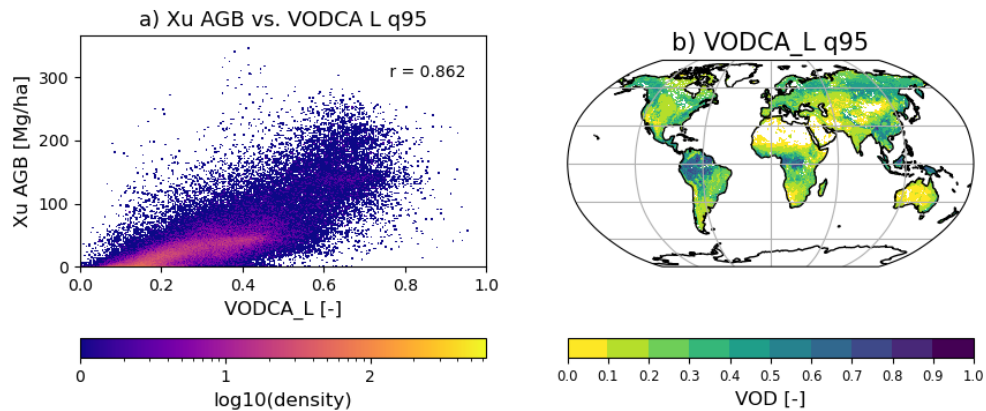 a) Xu AGB vs. VODCA L q95
300
200
100
0
Xu AGB [Mg/ha]
r = 0.862
0.0 0.2 0.4 0.6 0.8 1.0
VODCA_L [-]
0 1 2
log10(density)
b) VODCA_L q95
0.0 0.1 0.2 0.3 0.4 0.5 0.6 0.7 0.8 0.9 1.0
VOD [-]